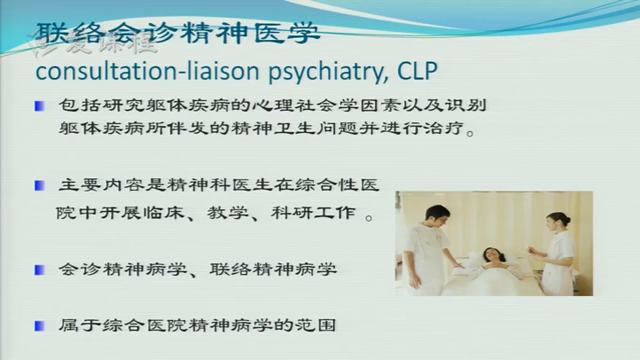 联络会诊精神医学
consultation-liaison psychiatry, CLP
包括研究躯体疾病的心理社会学因素以及识别
躯体疾病所伴发的精神卫生问题并进行治疗。
主要内容是精神科医生在综合性医
院中开展临床、教学、科研工作 。
会诊精神病学、联络精神病学
属于综合医院精神病学的范围